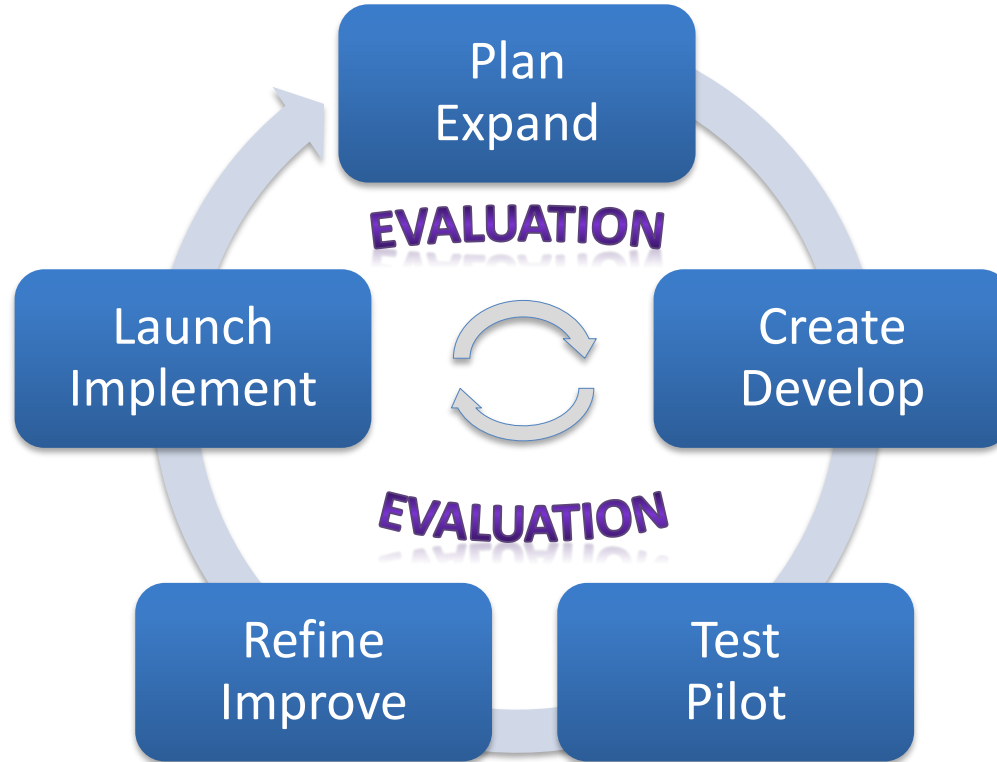 Plan
Expand
EVALUATION
Launch
Implement
Create
Develop
EVALUATION
Refine
Improve
Test
Pilot